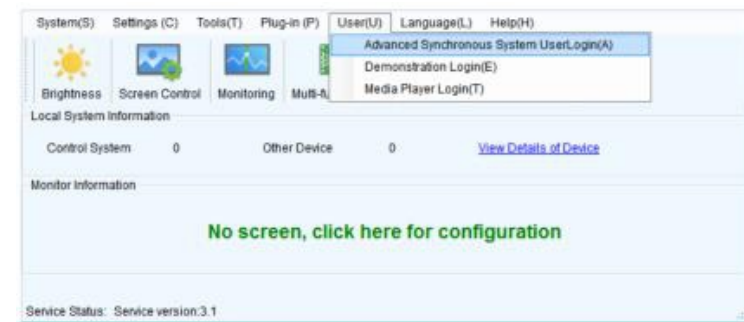 System(S) Settings (C) Tools(T) Plug-in (P) User(U) Language(L) Help(H)
Advanced Synchronous System UserLogin(A)
Demonstration Login(E)
Media Player Login(T)
Brightness Screen Control Monitoring
Local System Information
Control System 0 Other Device 0 View Details of Device
Monitor Information
No screen, click here for configuration
Service Status: Service version:3.1